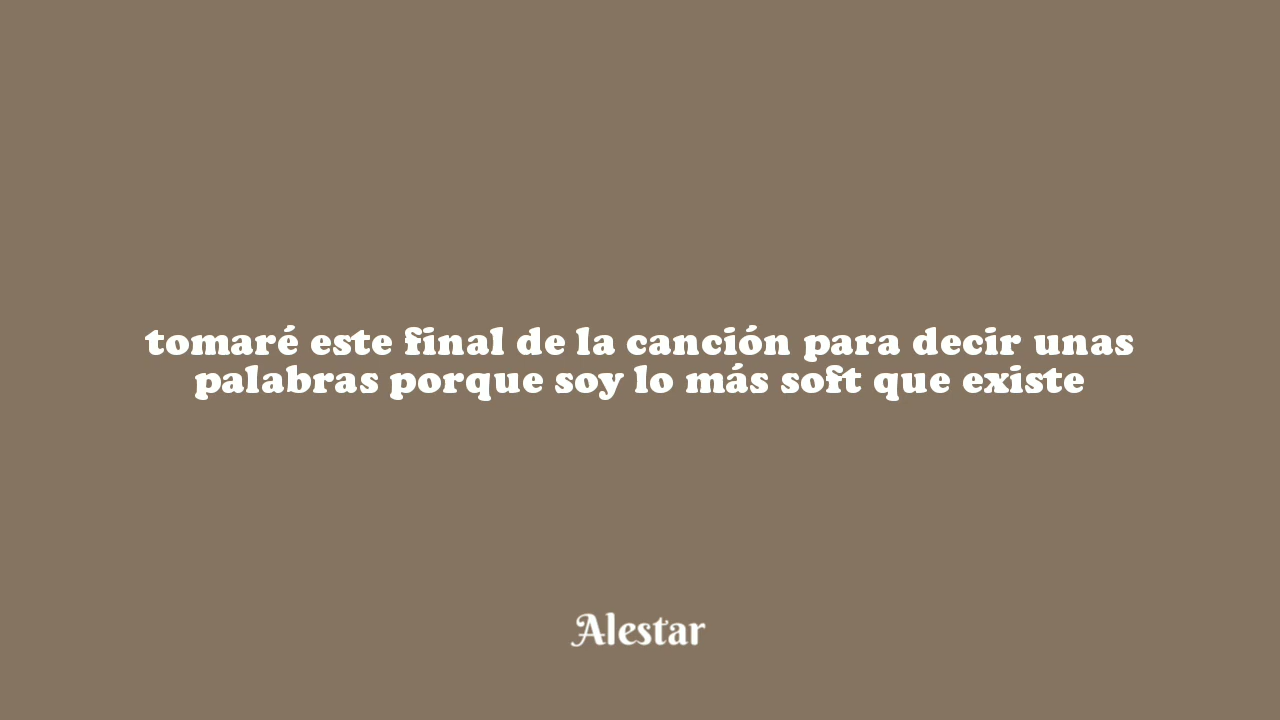 tomaré este final de la canción para decir unas
palabras porque soy lo más soft que existe
Alestar